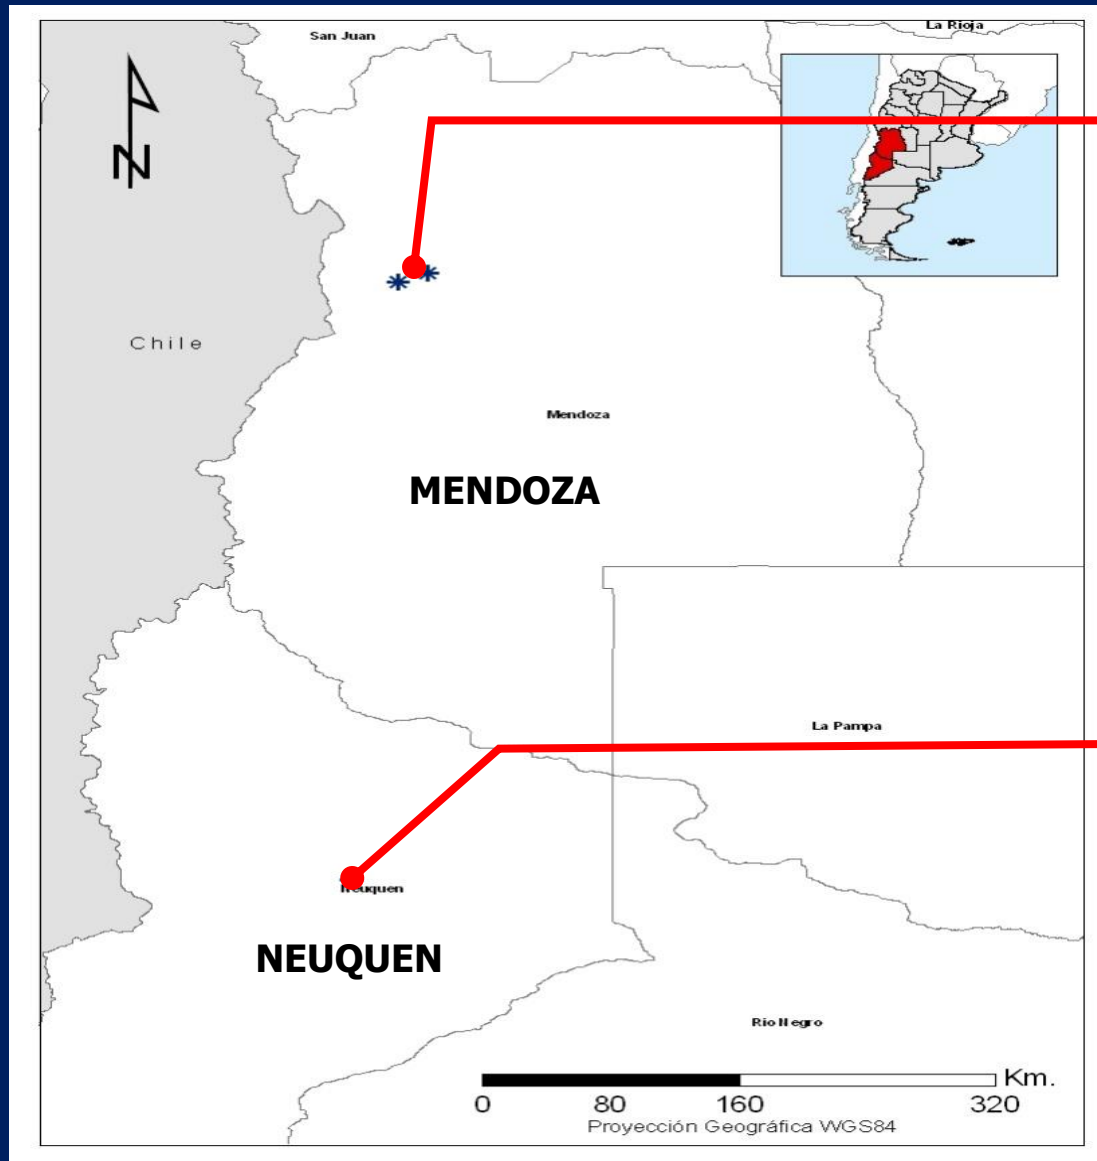 La Rioja
San Juan
N
Chile
Mendoza
MENDOZA
La Pampa
Neuquen
NEUQUEN
Rio Negro
Km.
0 80 160 320
Proyección Geográfica WGS84